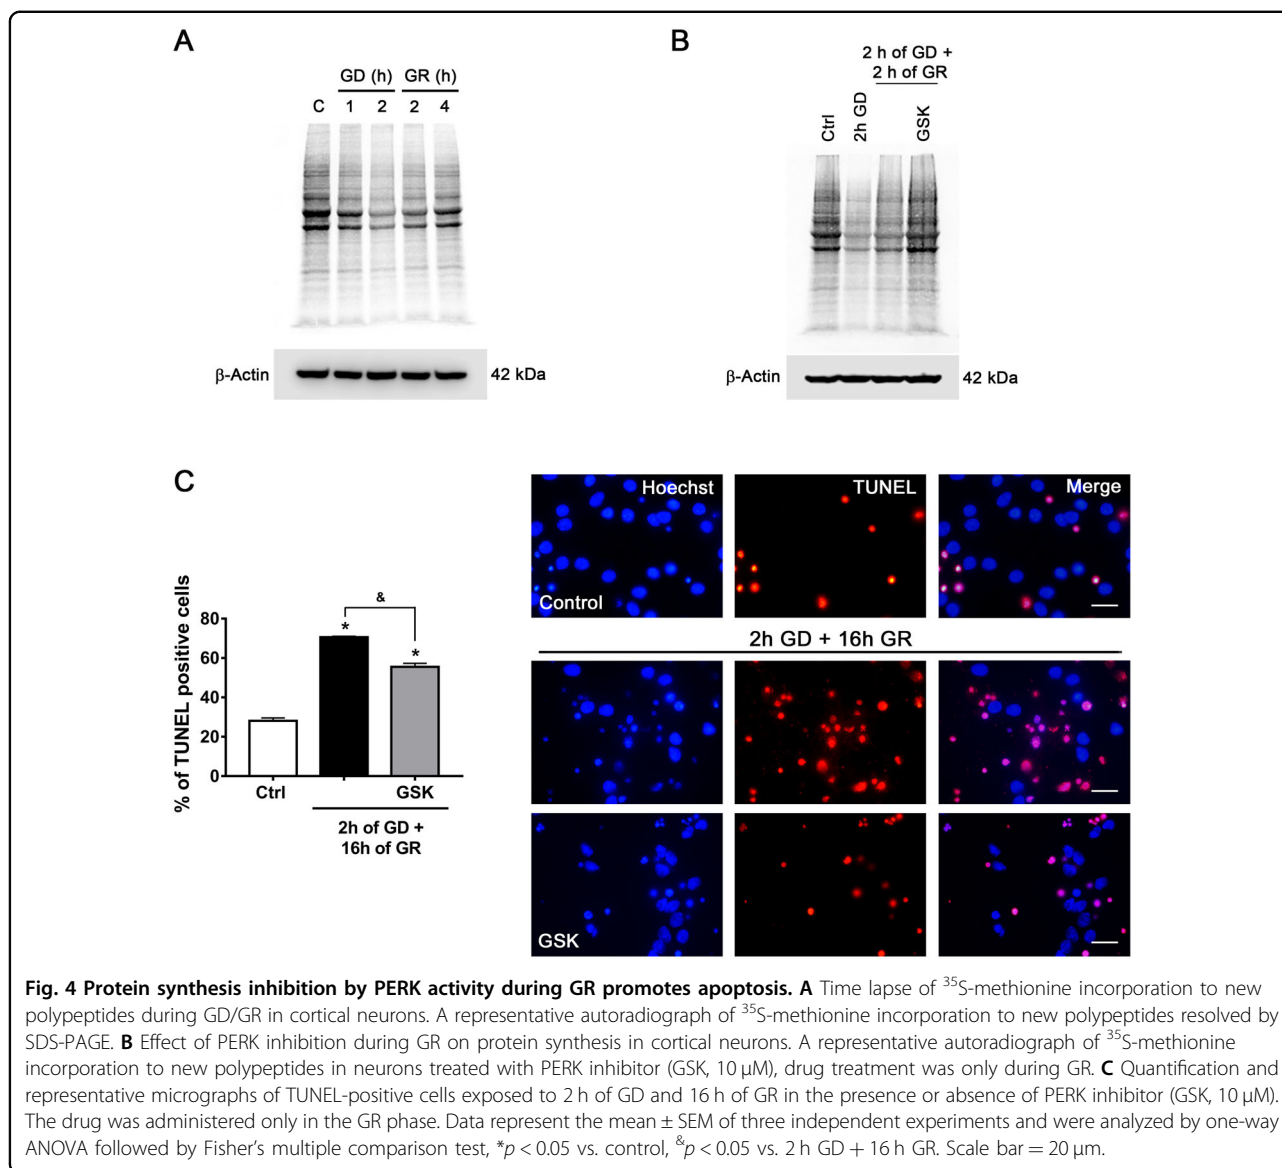 A
GD (h) GR (h)
C 1 2 2 4
β-Actin 42 kDa
B
2 h of GD +
2 h of GR
Ctrl 2h GD GSK
β-Actin 42 kDa
C
% of TUNEL positive cells
80
60
40
20
0
&
*
*
Ctrl GSK
2h of GD +
16h of GR
Hoechst TUNEL Merge
Control
2h GD + 16h GR
GSK
Fig. 4 Protein synthesis inhibition by PERK activity during GR promotes apoptosis. A Time lapse of ³⁵S-methionine incorporation to new
polypeptides during GD/GR in cortical neurons. A representative autoradiograph of ³⁵S-methionine incorporation to new polypeptides resolved by
SDS-PAGE. B Effect of PERK inhibition during GR on protein synthesis in cortical neurons. A representative autoradiograph of ³⁵S-methionine
incorporation to new polypeptides in neurons treated with PERK inhibitor (GSK, 10 μM), drug treatment was only during GR. C Quantification and
representative micrographs of TUNEL-positive cells exposed to 2 h of GD and 16 h of GR in the presence or absence of PERK inhibitor (GSK, 10 μM).
The drug was administered only in the GR phase. Data represent the mean ± SEM of three independent experiments and were analyzed by one-way
ANOVA followed by Fisher's multiple comparison test, *p < 0.05 vs. control, &p < 0.05 vs. 2 h GD + 16 h GR. Scale bar = 20 μm.